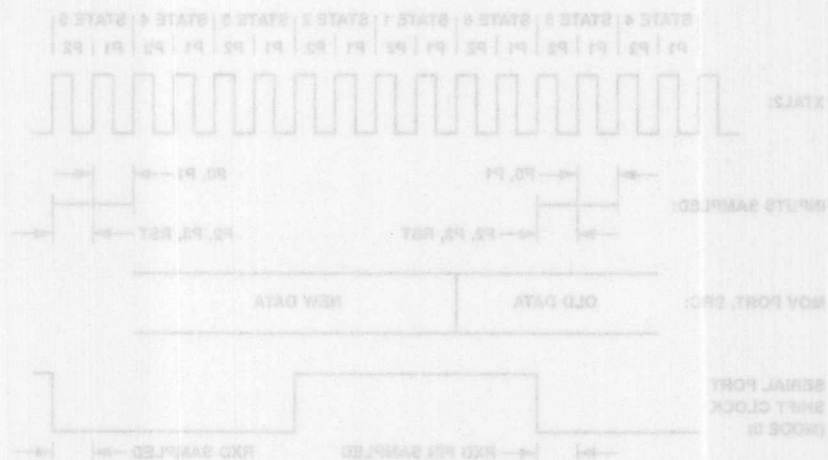 STATE 4 | STATE 5 | STATE 6 | STATE 1 | STATE 2 | STATE 3 | STATE 4 | STATE 5
P1 | P2 | P1 | P2 | P1 | P2 | P1 | P2 | P1 | P2 | P1 | P2 | P1 | P2 | P1 | P2
XTAL2:
P0, P1
P0, P1
INPUTS SAMPLED:
P2, P3, RST
P2, P3, RST
MOV PORT, SRC:
OLD DATA
NEW DATA
SERIAL PORT
SHIFT CLOCK
(MODE 0)
RXD PIN SAMPLED
RXD SAMPLED